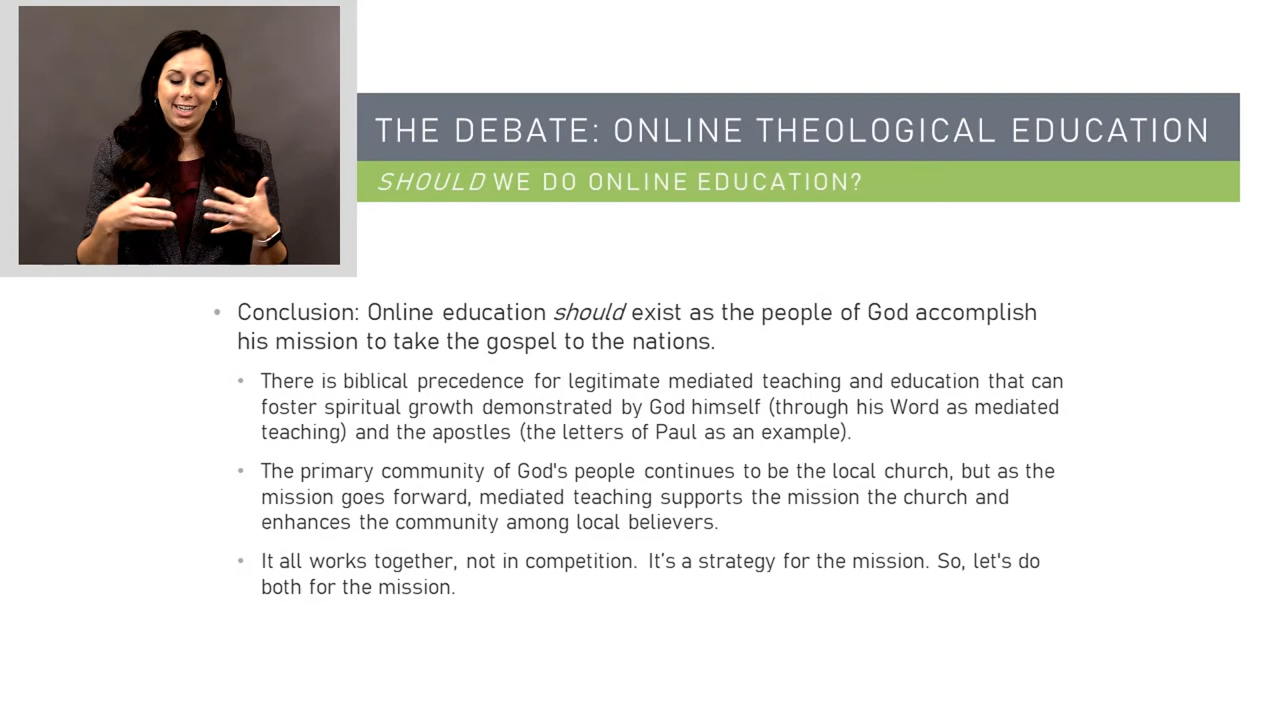 THE DEBATE: ONLINE THEOLOGICAL EDUCATION
SHOULD WE DO ONLINE EDUCATION?
• Conclusion: Online education should exist as the people of God accomplish
his mission to take the gospel to the nations.
• There is biblical precedence for legitimate mediated teaching and education that can
foster spiritual growth demonstrated by God himself (through his Word as mediated
teaching) and the apostles (the letters of Paul as an example).
• The primary community of God's people continues to be the local church, but as the
mission goes forward, mediated teaching supports the mission the church and
enhances the community among local believers.
• It all works together, not in competition. It’s a strategy for the mission. So, let's do
both for the mission.